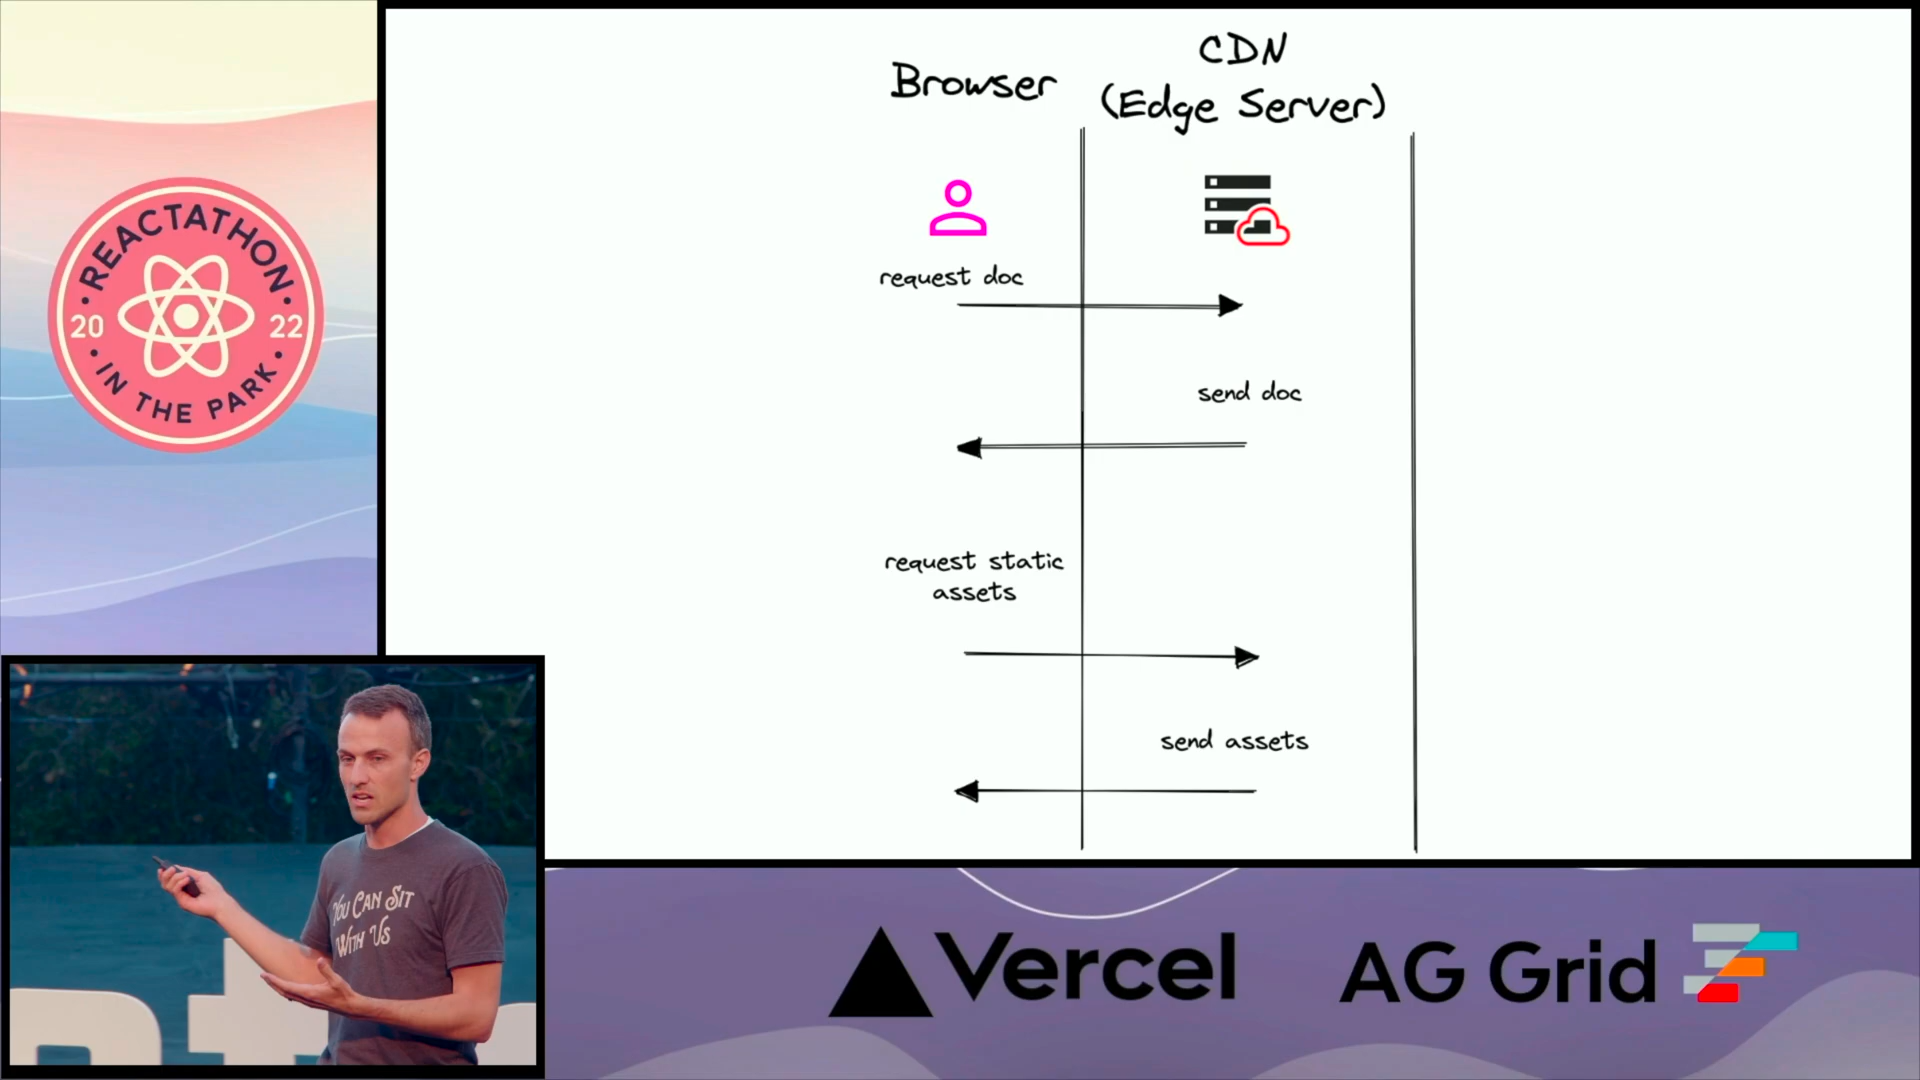 REACTATHON
20 22
IN THE PARK
Browser
CDN
(Edge Server)
request doc
send doc
request static
assets
send assets
YOU CAN SIT
WITH US
Vercel
AG Grid